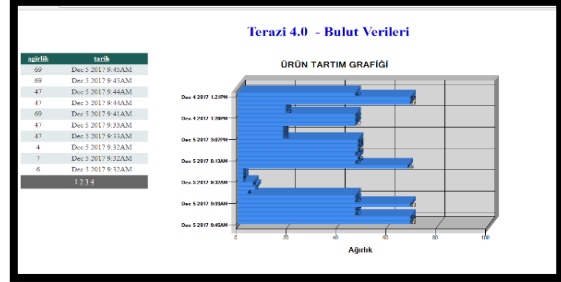 Terazi 4.0 - Bulut Verileri
agirlik tarih
69 Dec 5 2017 9:45AM
69 Dec 5 2017 9:45AM
47 Dec 5 2017 9:44AM
47 Dec 5 2017 9:44AM
69 Dec 5 2017 9:41AM
47 Dec 5 2017 9:33AM
47 Dec 5 2017 9:33AM
4 Dec 5 2017 9:32AM
7 Dec 5 2017 9:32AM
6 Dec 5 2017 9:32AM
1 2 3 4
ÜRÜN TARTIM GRAFİĞİ
Dec 4 2017 1:21PM
Dec 4 2017 1:20PM
Dec 5 2017 3:07PM
Dec 5 2017 8:13AM
Dec 5 2017 9:32AM
Dec 5 2017 9:33AM
Dec 5 2017 9:45AM
0 20 40 60 80 100
Ağırlık